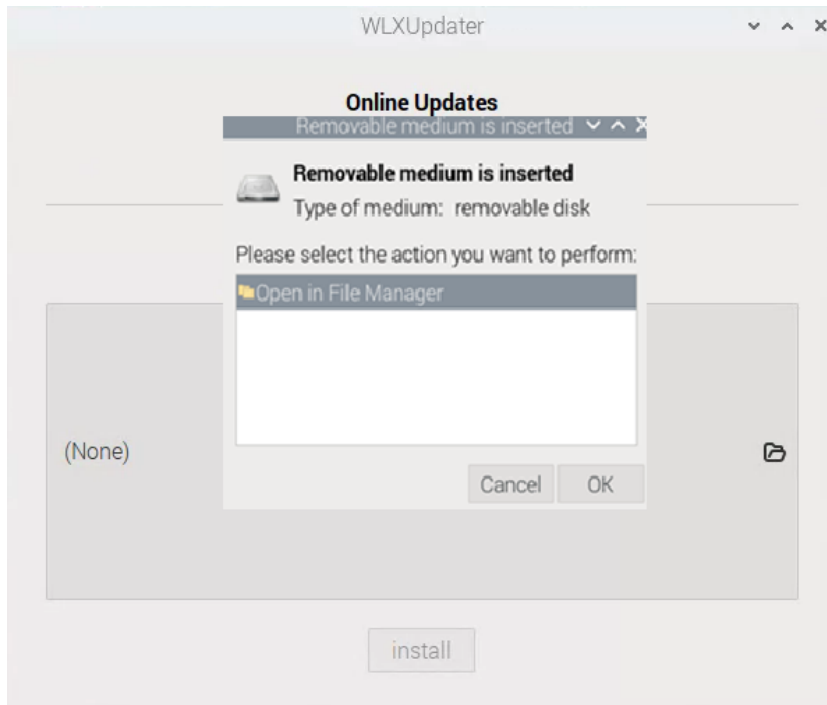 WLXUpdater
Online Updates
Removable medium is inserted
Removable medium is inserted
Type of medium: removable disk
Please select the action you want to perform:
Open in File Manager
(None)
Cancel OK
install